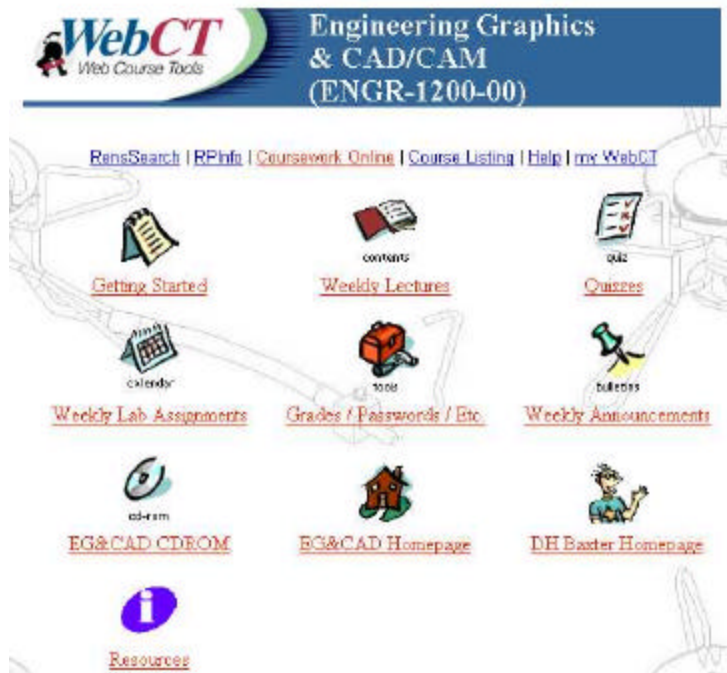 WebCT
Web Course Tools
Engineering Graphics
& CAD/CAM
(ENGR-1200-00)
RensSearch | RPInfo | Coursework Online | Course Listing | Help | my WebCT
contents
quiz
Getting Started
Weekly Lectures
Quizzes
calendar
tools
bulletins
Weekly Lab Assignments
Grades / Passwords / Etc.
Weekly Announcements
cd-rom
EG&CAD CDROM
EG&CAD Homepage
DH Baxter Homepage
i
Resources